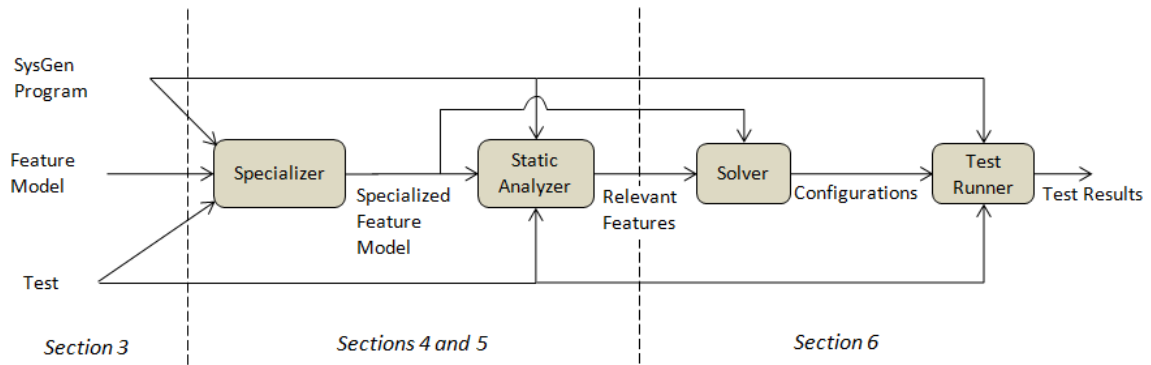 SysGen
Program
Feature
Model
Test
Specializer
Specialized
Feature
Model
Static
Analyzer
Relevant
Features
Solver
Configurations
Test
Runner
Test Results
Section 3
Sections 4 and 5
Section 6